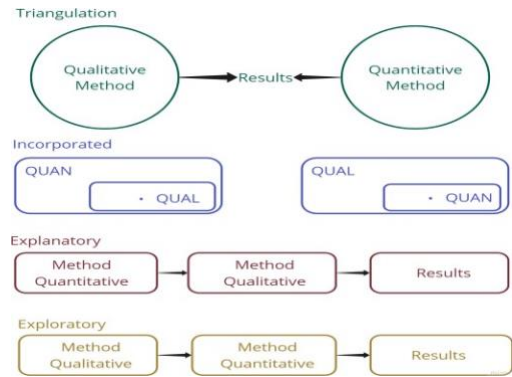 Triangulation
Qualitative
Method
Results
Quantitative
Method
Incorporated
QUAN
· QUAL
QUAL
· QUAN
Explanatory
Method
Quantitative
Method
Qualitative
Results
Exploratory
Method
Qualitative
Method
Quantitative
Results